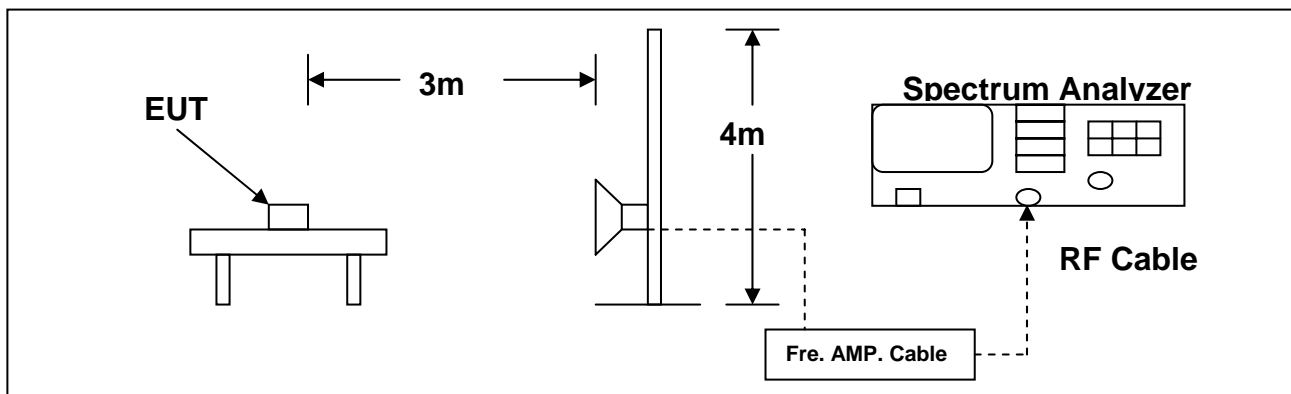 EUT
3m
4m
Spectrum Analyzer
RF Cable
Fre. AMP. Cable